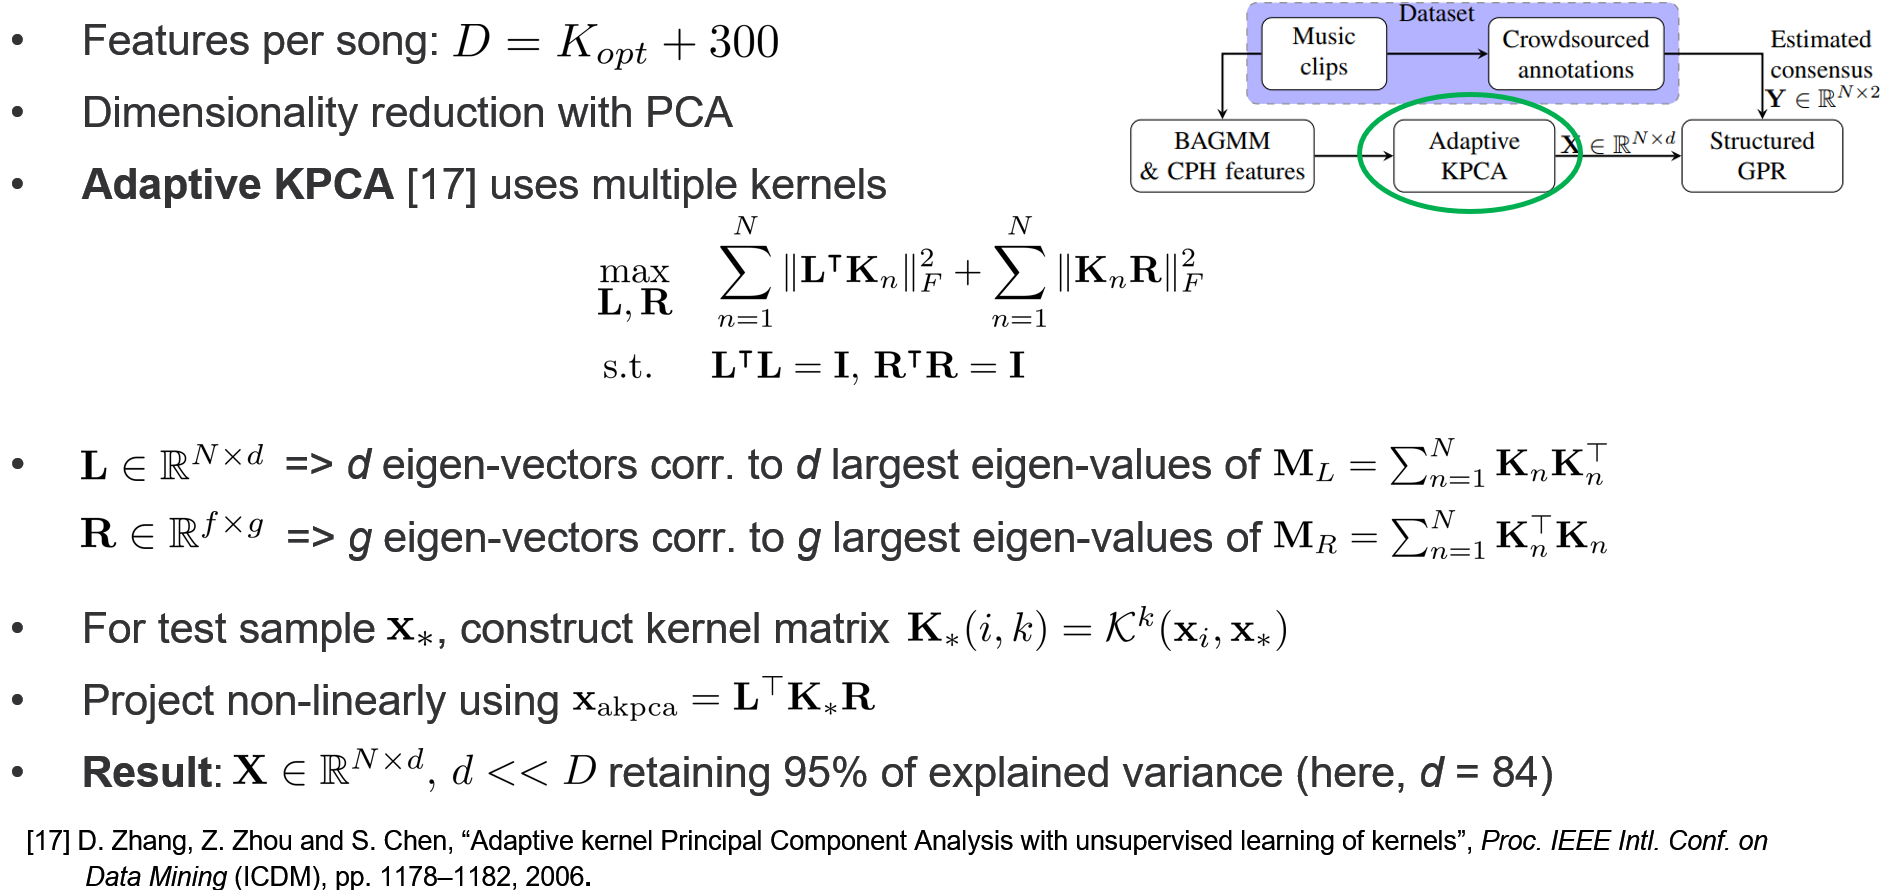 • Features per song: D = K_opt + 300
• Dimensionality reduction with PCA
• Adaptive KPCA [17] uses multiple kernels
Dataset
Music
clips
Crowdsourced
annotations
Estimated
consensus
Y ∈ ℝ^{N×2}
BAGMM
& CPH features
Adaptive
KPCA
X ∈ ℝ^{N×d}
Structured
GPR
max_{L, R} ∑_{n=1}^{N} ‖L^⊤K_n‖_F^2 + ∑_{n=1}^{N} ‖K_nR‖_F^2
s.t. L^⊤L = I, R^⊤R = I
• L ∈ ℝ^{N×d} => d eigen-vectors corr. to d largest eigen-values of M_L = ∑_{n=1}^{N} K_nK_n^⊤
R ∈ ℝ^{f×g} => g eigen-vectors corr. to g largest eigen-values of M_R = ∑_{n=1}^{N} K_n^⊤K_n
• For test sample x_*, construct kernel matrix K_*(i, k) = 𝒦^k(x_i, x_*)
• Project non-linearly using x_akpca = L^⊤K_*R
• Result: X ∈ ℝ^{N×d}, d << D retaining 95% of explained variance (here, d = 84)
[17] D. Zhang, Z. Zhou and S. Chen, “Adaptive kernel Principal Component Analysis with unsupervised learning of kernels”, Proc. IEEE Intl. Conf. on
Data Mining (ICDM), pp. 1178–1182, 2006.